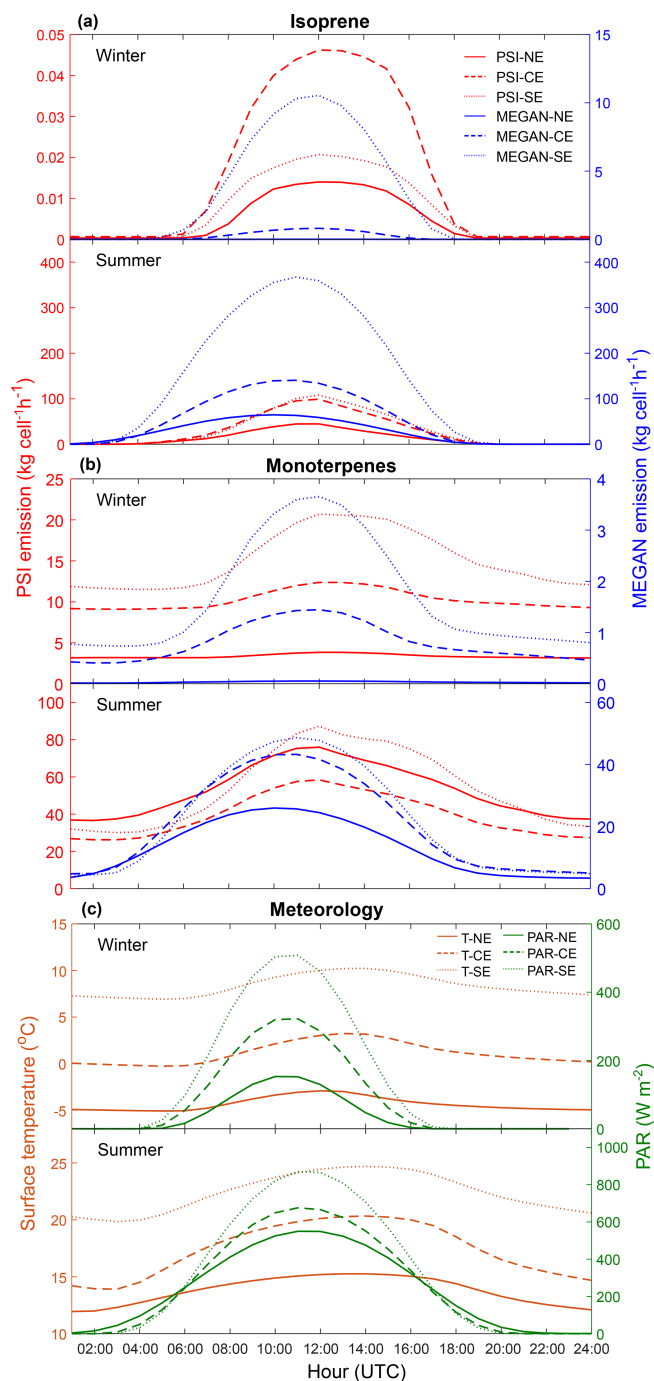 (a) Isoprene
Winter
PSI-NE
PSI-CE
PSI-SE
MEGAN-NE
MEGAN-CE
MEGAN-SE
0.05
0.04
0.03
0.02
0.01
0
15
10
5
0
Summer
400
300
200
100
0
400
300
200
100
0
PSI emission (kg cell⁻¹h⁻¹)
MEGAN emission (kg cell⁻¹h⁻¹)
(b) Monoterpenes
Winter
25
20
15
10
5
0
4
3
2
1
0
Summer
100
80
60
40
20
0
60
40
20
0
(c) Meteorology
Winter
T-NE PAR-NE
T-CE PAR-CE
T-SE PAR-SE
15
10
5
0
-5
600
400
200
0
Surface temperature (ºC)
PAR (W m⁻²)
Summer
25
20
15
10
1000
800
600
400
200
0
02:00 04:00 06:00 08:00 10:00 12:00 14:00 16:00 18:00 20:00 22:00 24:00
Hour (UTC)